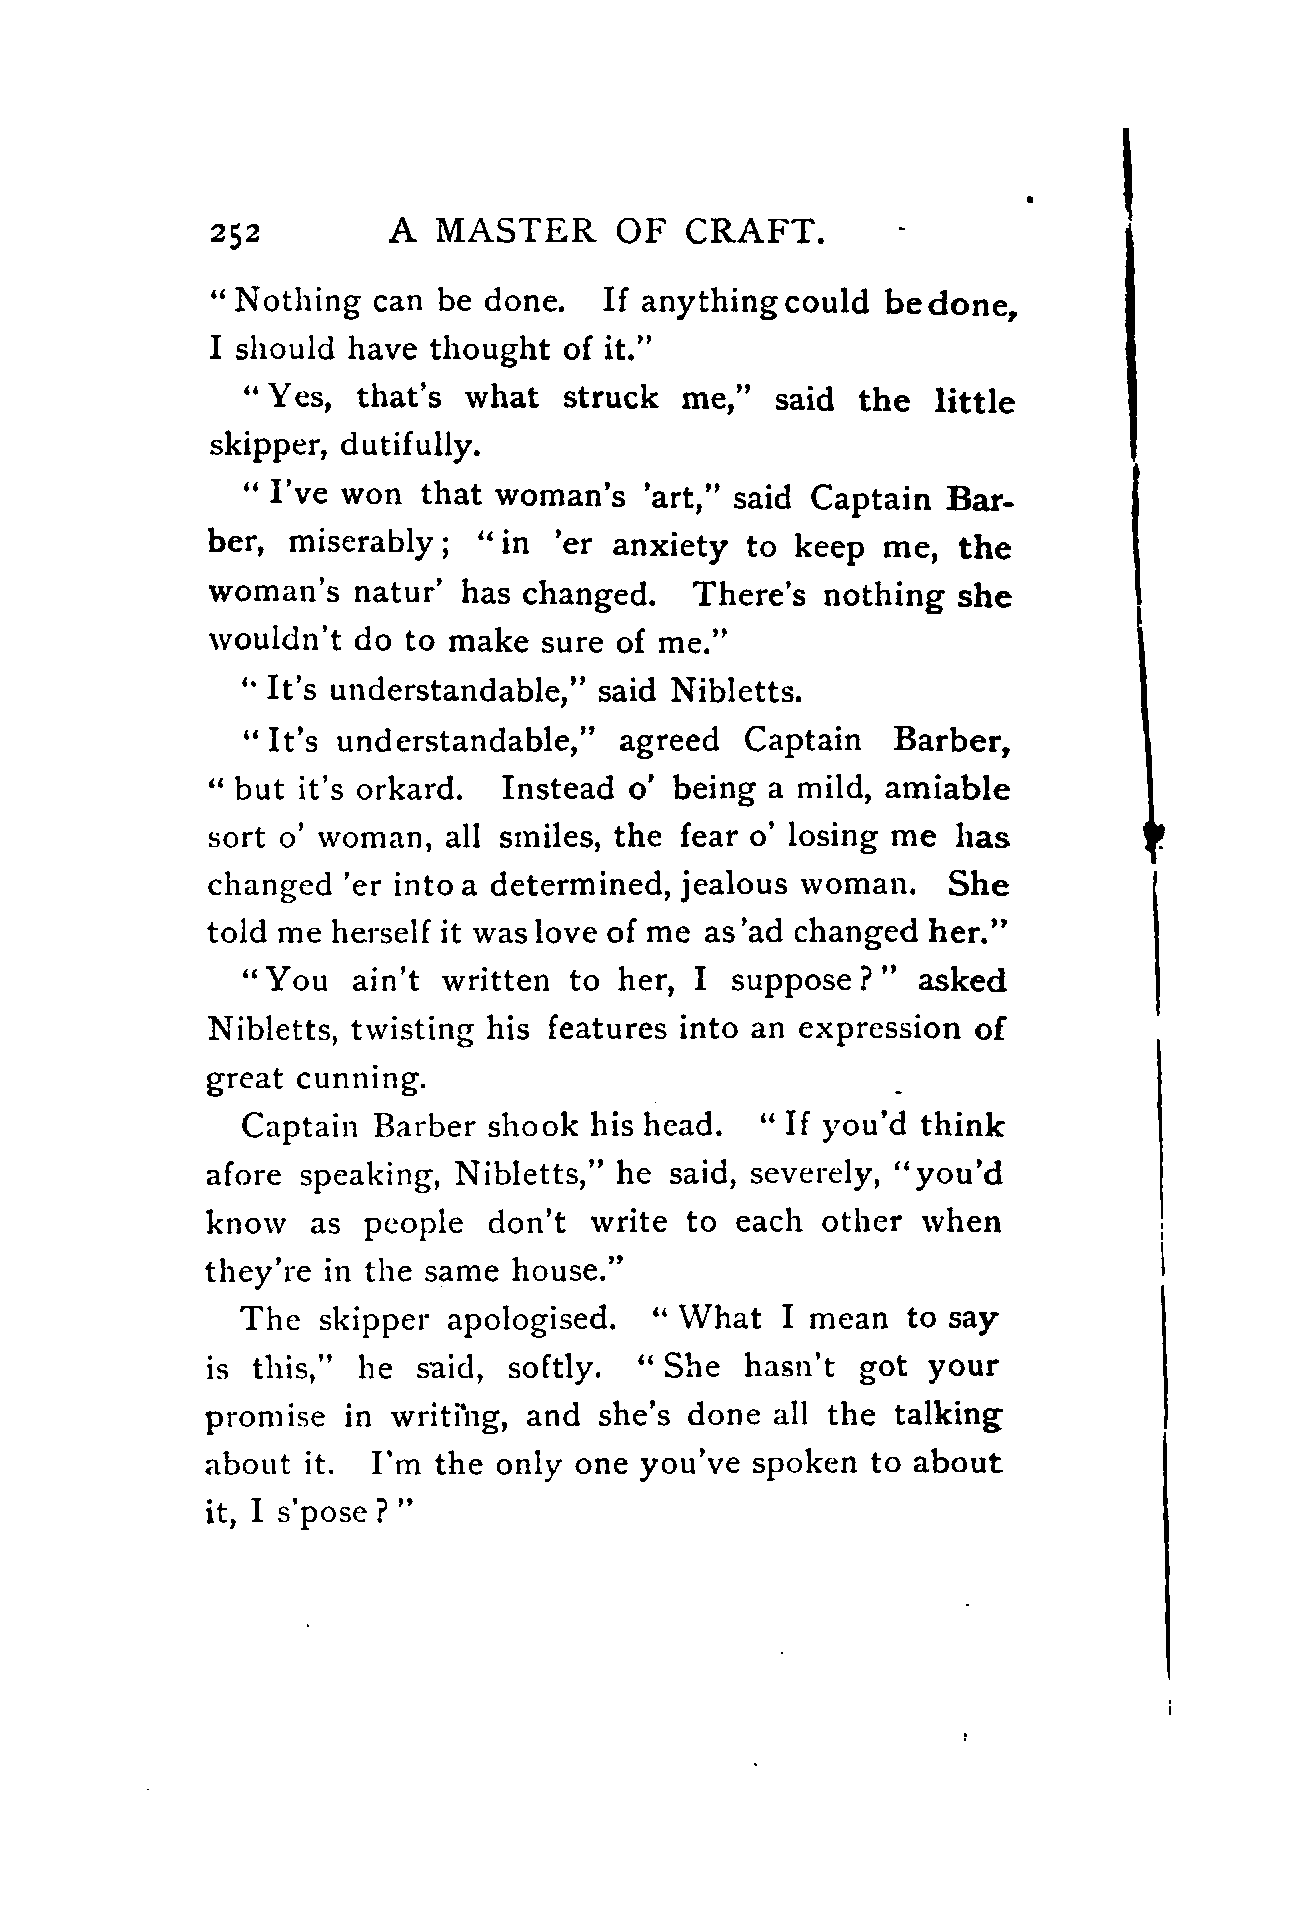 252 A MASTER OF CRAFT.
“Nothing can be done. If anything could be done,
I should have thought of it.”
“Yes, that’s what struck me,” said the little
skipper, dutifully.
“I’ve won that woman’s ’art,” said Captain Bar-
ber, miserably; “in ’er anxiety to keep me, the
woman’s natur’ has changed. There’s nothing she
wouldn’t do to make sure of me.”
“It’s understandable,” said Nibletts.
“It’s understandable,” agreed Captain Barber,
“but it’s orkard. Instead o’ being a mild, amiable
sort o’ woman, all smiles, the fear o’ losing me has
changed ’er into a determined, jealous woman. She
told me herself it was love of me as ’ad changed her.”
“You ain’t written to her, I suppose?” asked
Nibletts, twisting his features into an expression of
great cunning.
Captain Barber shook his head. “If you’d think
afore speaking, Nibletts,” he said, severely, “you’d
know as people don’t write to each other when
they’re in the same house.”
The skipper apologised. “What I mean to say
is this,” he said, softly. “She hasn’t got your
promise in writing, and she’s done all the talking
about it. I’m the only one you’ve spoken to about
it, I s’pose?”